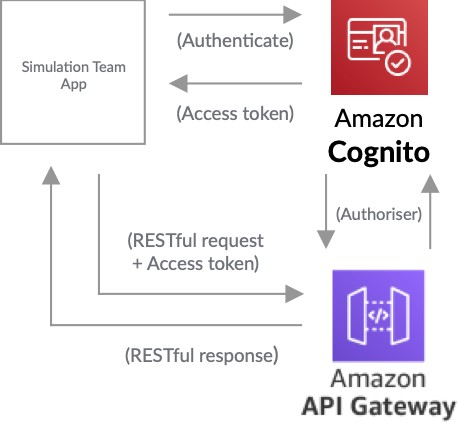 (Authenticate)
Simulation Team
App
(Access token)
Amazon
Cognito
(Authoriser)
(RESTful request
+ Access token)
(RESTful response)
Amazon
API Gateway